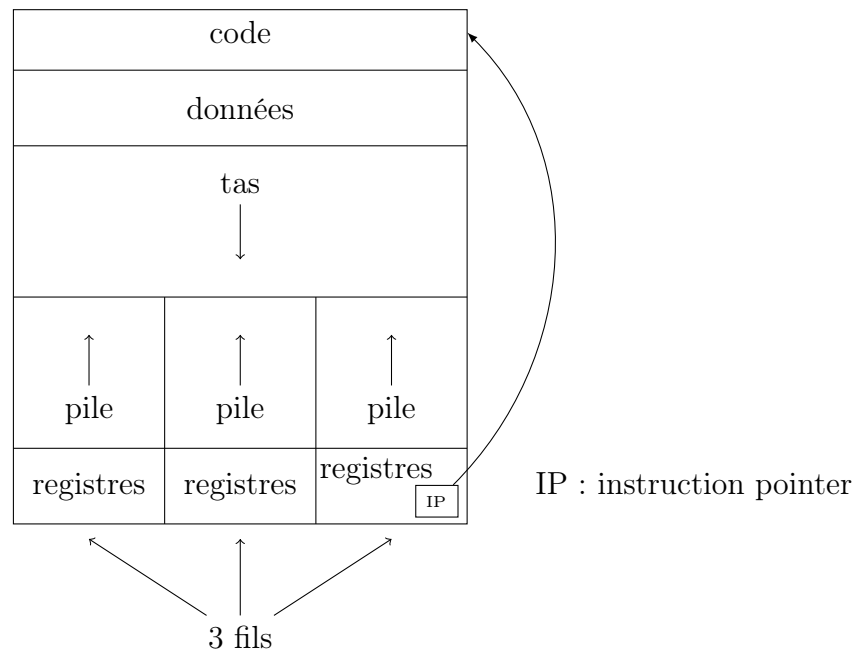 code
données
tas
pile pile pile
registres registres registres
IP
IP : instruction pointer
3 fils